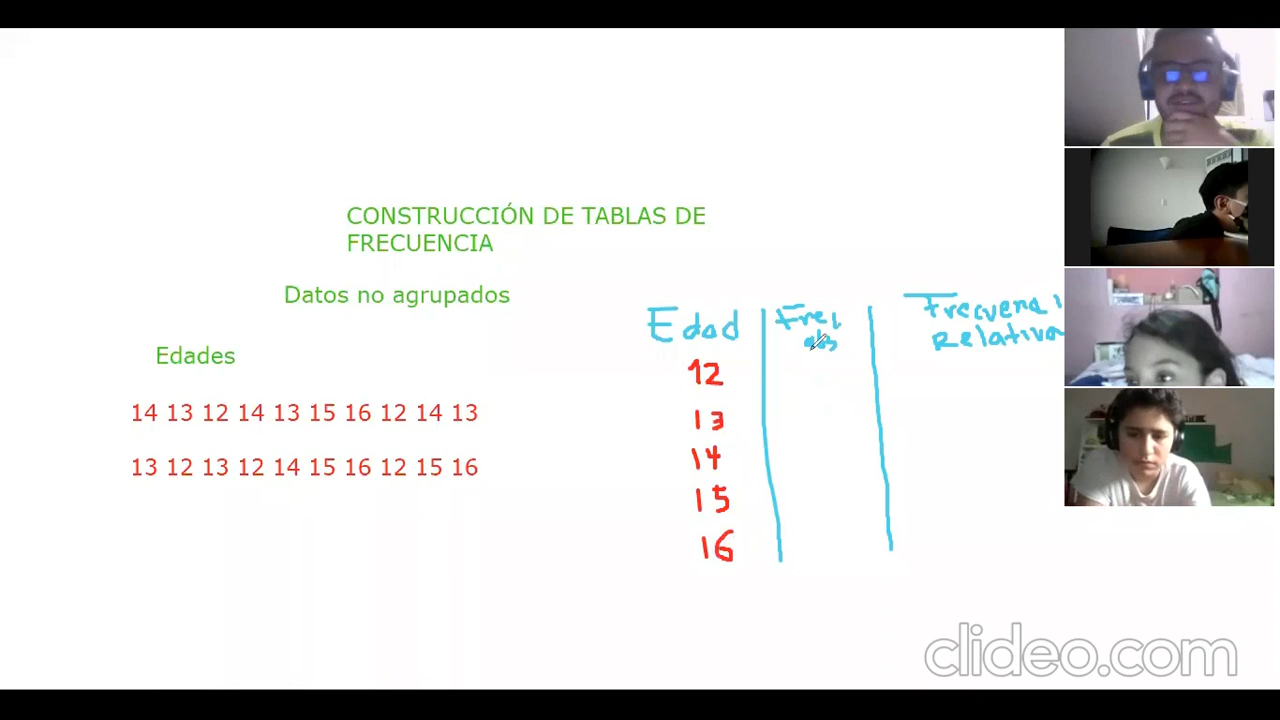 CONSTRUCCIÓN DE TABLAS DE
FRECUENCIA
Datos no agrupados
Edades
14 13 12 14 13 15 16 12 14 13
13 12 13 12 14 15 16 12 15 16
Edad
abs
Relativa
12
13
14
15
16
clideo.com